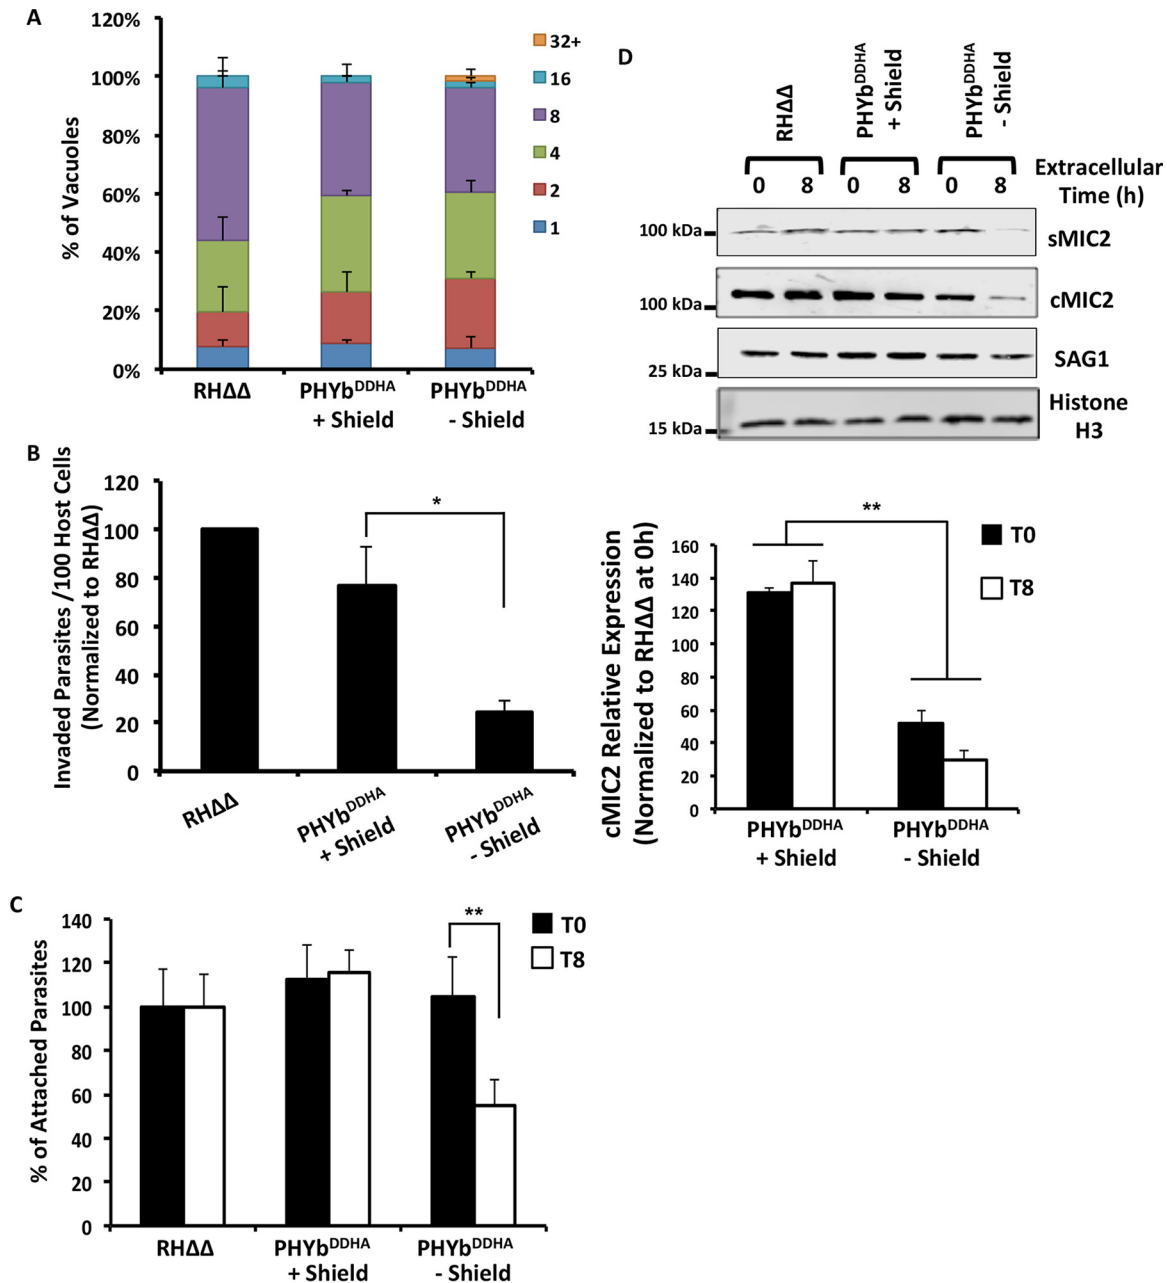 A
120%
100%
80%
60%
40%
20%
0%
% of Vacuoles
32+
16
8
4
2
1
RHΔΔ
PHYbDDHA
+ Shield
PHYbDDHA
- Shield
B
120
100
80
60
40
20
0
Invaded Parasites /100 Host Cells
(Normalized to RHΔΔ)
*
RHΔΔ
PHYbDDHA
+ Shield
PHYbDDHA
- Shield
C
140
120
100
80
60
40
20
0
% of Attached Parasites
**
T0
T8
RHΔΔ
PHYbDDHA
+ Shield
PHYbDDHA
- Shield
D
RHΔΔ
PHYbDDHA
+ Shield
PHYbDDHA
- Shield
0 8 0 8 0 8
Extracellular
Time (h)
100 kDa
sMIC2
100 kDa
cMIC2
25 kDa
SAG1
15 kDa
Histone
H3
160
140
120
100
80
60
40
20
0
cMIC2 Relative Expression
(Normalized to RHΔΔ at 0h)
**
T0
T8
PHYbDDHA
+ Shield
PHYbDDHA
- Shield